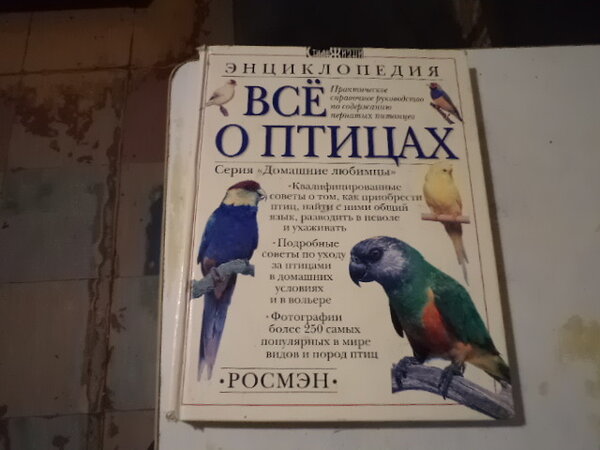 Стиль Жизни
ЭНЦИКЛОПЕДИЯ
ВСЁ
Практическое
справочное руководство
по содержанию
пернатых питомцев
О ПТИЦАХ
Серия «Домашние любимцы»
·Квалифицированные
советы о том, как приобрести
птиц, найти с ними общий
язык, разводить в неволе
и ухаживать
·Подробные
советы по уходу
за птицами
в домашних
условиях
и в вольере
·Фотографии
более 250 самых
популярных в мире
видов и пород птиц
·РОСМЭН·